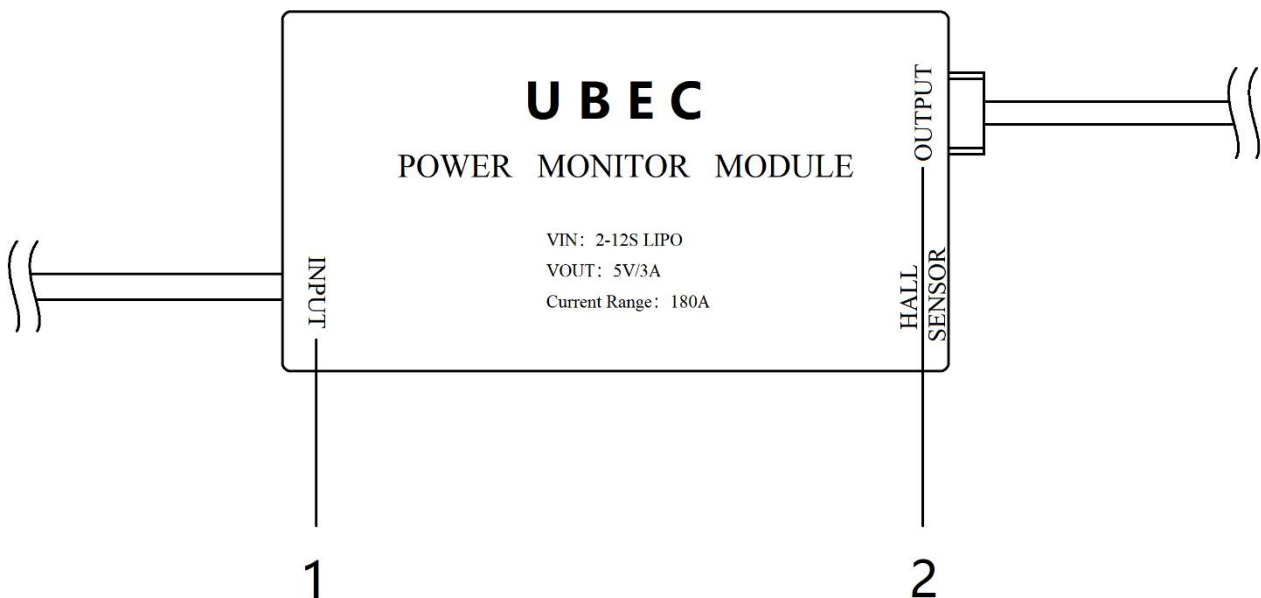 U B E C
POWER MONITOR MODULE
VIN: 2-12S LIPO
VOUT: 5V/3A
Current Range: 180A
INPUT
OUTPUT
HALL
SENSOR
1
2